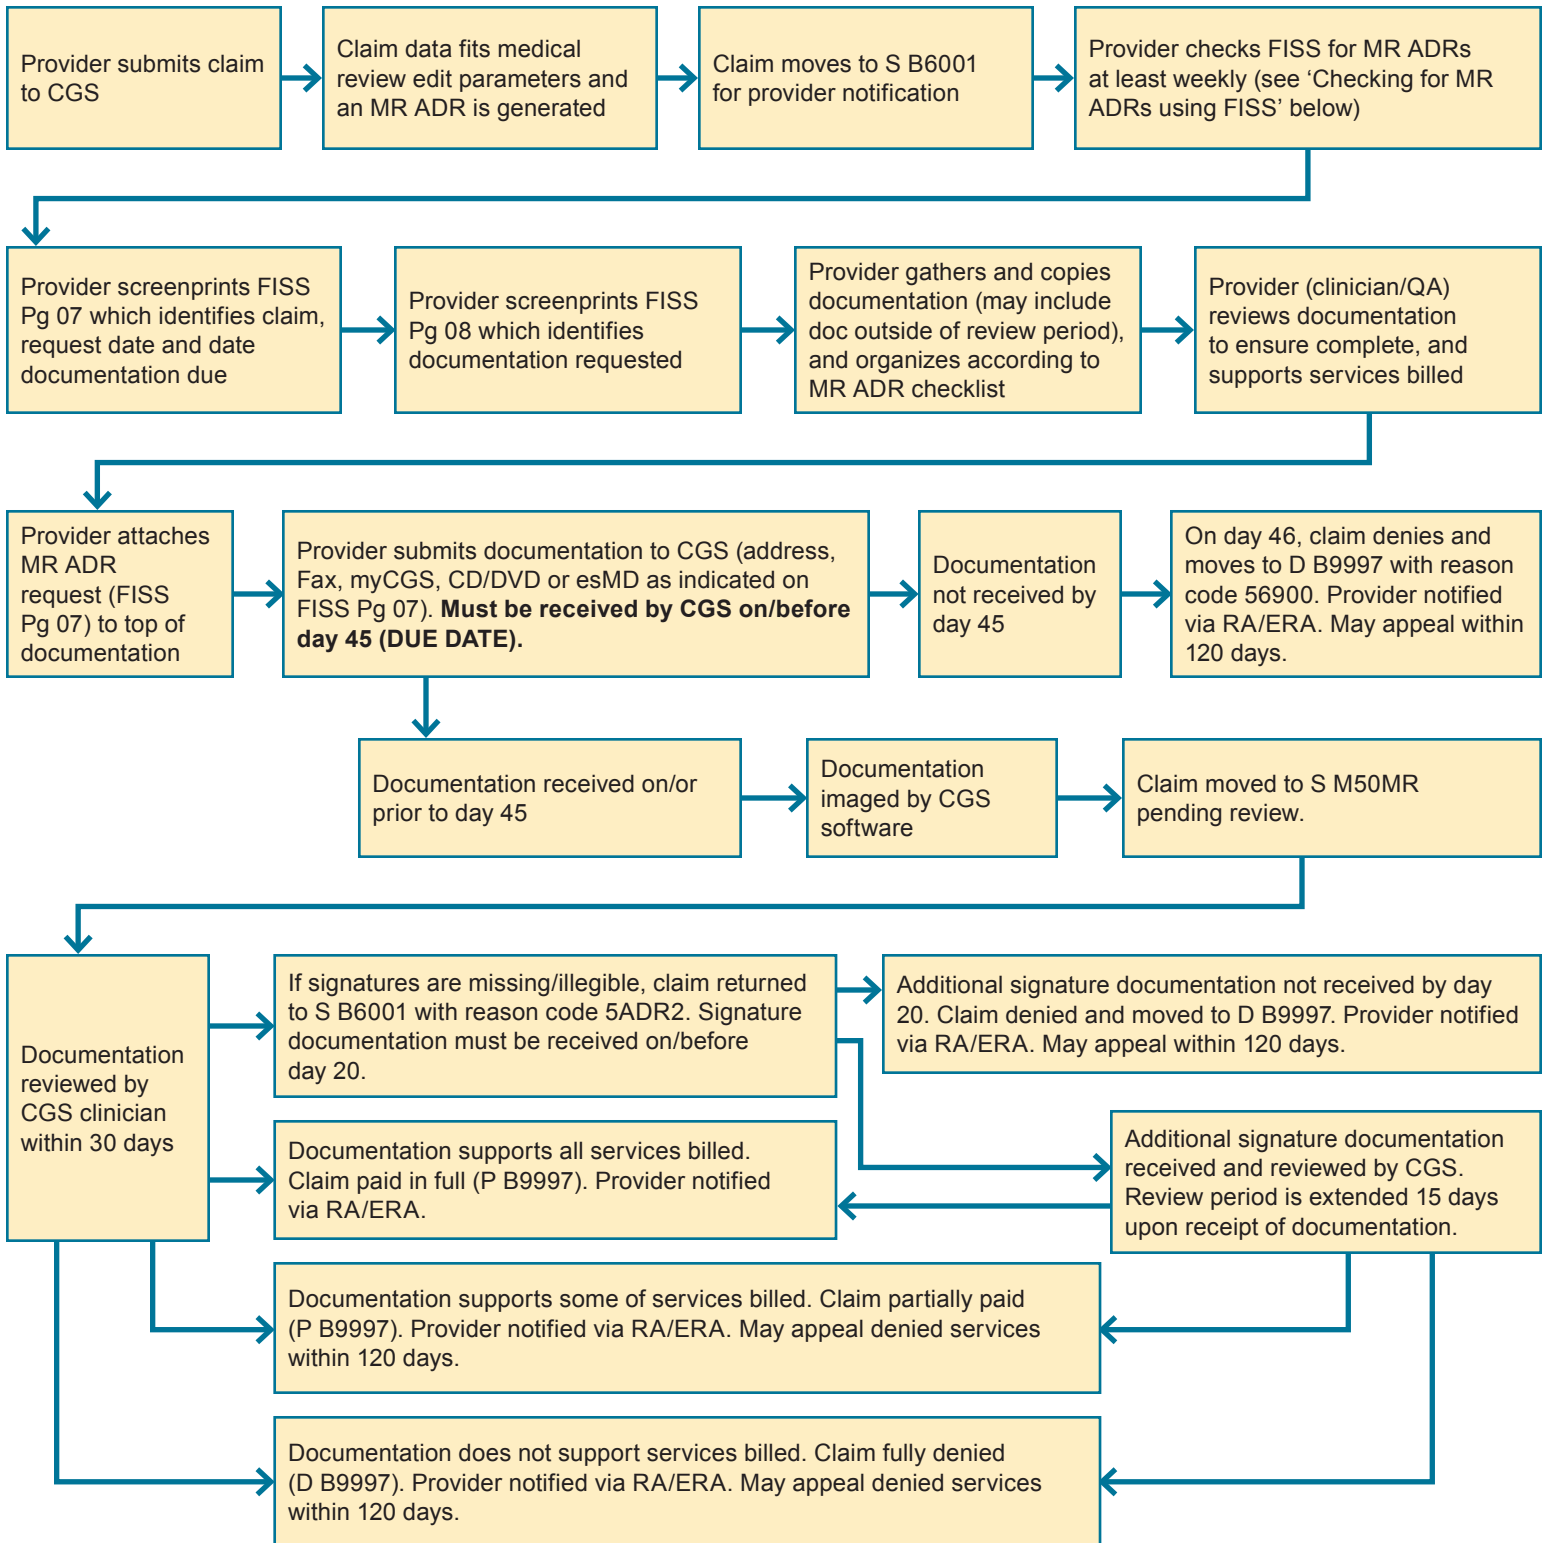 Provider submits claim
to CGS
Claim data fits medical
review edit parameters and
an MR ADR is generated
Claim moves to S B6001
for provider notification
Provider checks FISS for MR ADRs
at least weekly (see ‘Checking for MR
ADRs using FISS’ below)
Provider screenprints FISS
Pg 07 which identifies claim,
request date and date
documentation due
Provider screenprints FISS
Pg 08 which identifies
documentation requested
Provider gathers and copies
documentation (may include
doc outside of review period),
and organizes according to
MR ADR checklist
Provider (clinician/QA)
reviews documentation
to ensure complete, and
supports services billed
Provider attaches
MR ADR
request (FISS
Pg 07) to top of
documentation
Provider submits documentation to CGS (address,
Fax, myCGS, CD/DVD or esMD as indicated on
FISS Pg 07). Must be received by CGS on/before
day 45 (DUE DATE).
Documentation
not received by
day 45
On day 46, claim denies and
moves to D B9997 with reason
code 56900. Provider notified
via RA/ERA. May appeal within
120 days.
Documentation received on/or
prior to day 45
Documentation
imaged by CGS
software
Claim moved to S M50MR
pending review.
Documentation
reviewed by
CGS clinician
within 30 days
If signatures are missing/illegible, claim returned
to S B6001 with reason code 5ADR2. Signature
documentation must be received on/before
day 20.
Additional signature documentation not received by day
20. Claim denied and moved to D B9997. Provider notified
via RA/ERA. May appeal within 120 days.
Documentation supports all services billed.
Claim paid in full (P B9997). Provider notified
via RA/ERA.
Additional signature documentation
received and reviewed by CGS.
Review period is extended 15 days
upon receipt of documentation.
Documentation supports some of services billed. Claim partially paid
(P B9997). Provider notified via RA/ERA. May appeal denied services
within 120 days.
Documentation does not support services billed. Claim fully denied
(D B9997). Provider notified via RA/ERA. May appeal denied services
within 120 days.